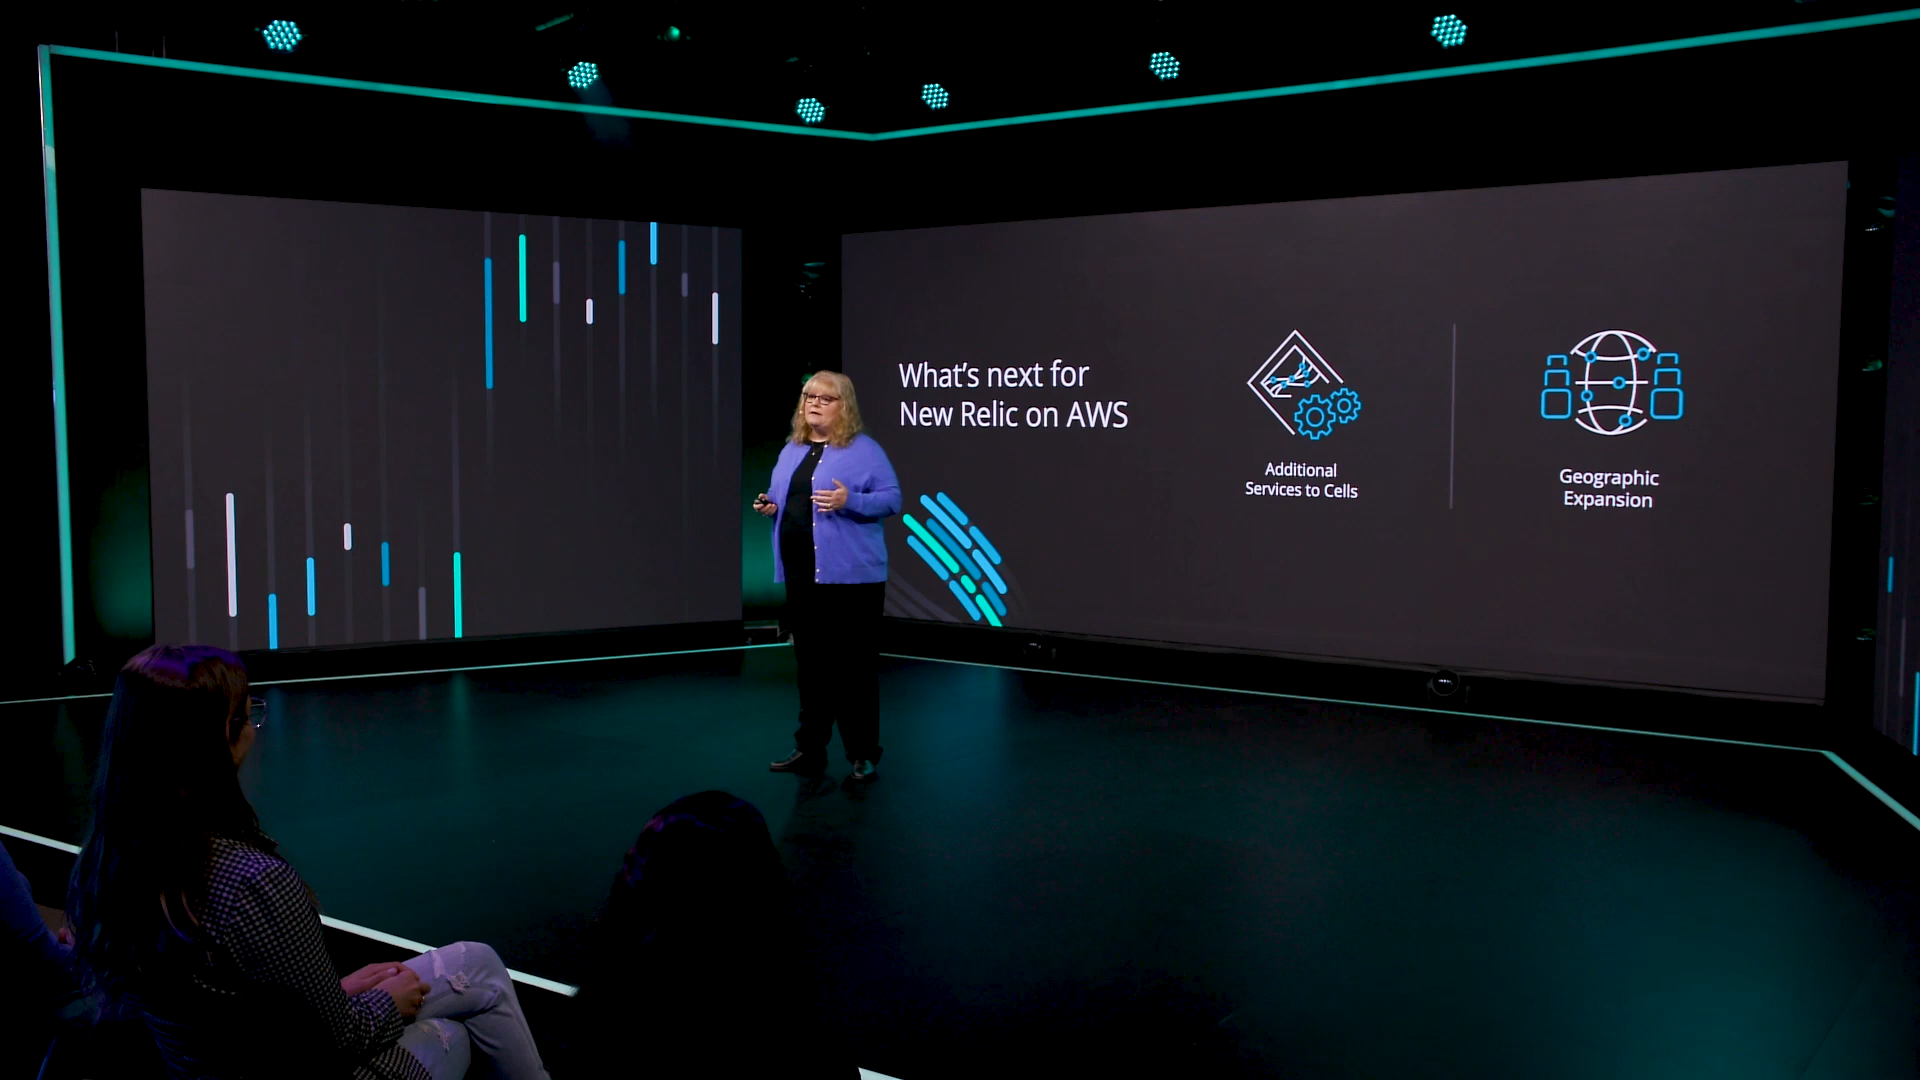 What's next for
New Relic on AWS
Additional
Services to Cells
Geographic
Expansion